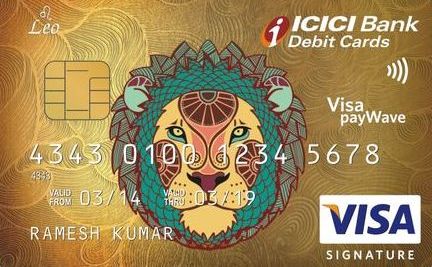 Leo
ICICI Bank
Debit Cards
Visa
payWave
4343 0100 1234 5678
4343
VALID FROM 03/14 VALID THRU 03/19
RAMESH KUMAR
VISA
SIGNATURE